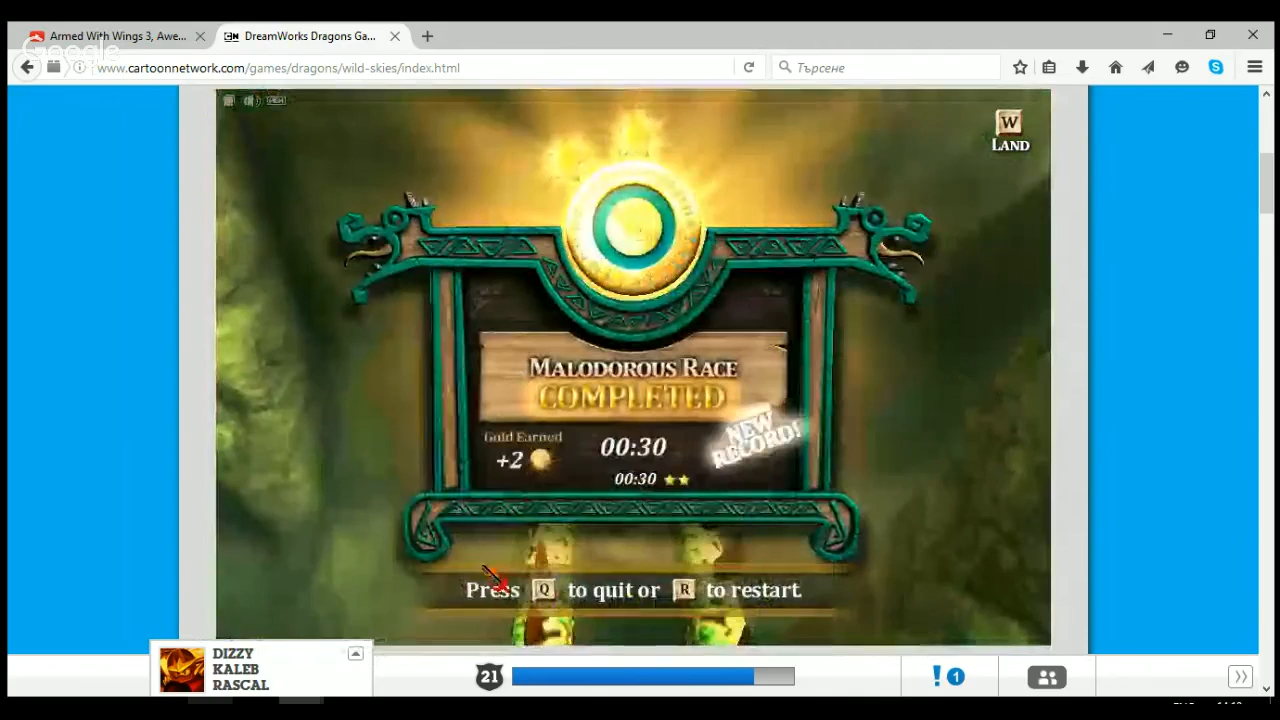 Armed With Wings 3, Awe...
CN DreamWorks Dragons Ga...
Google
www.cartoonnetwork.com/games/dragons/wild-skies/index.html
Търсене
W
LAND
MALODOROUS RACE
COMPLETED
NEW
RECORD!
Gold Earned
+2
00:30
00:30
Press Q to quit or R to restart.
DIZZY
KALEB
RASCAL
21
! 1